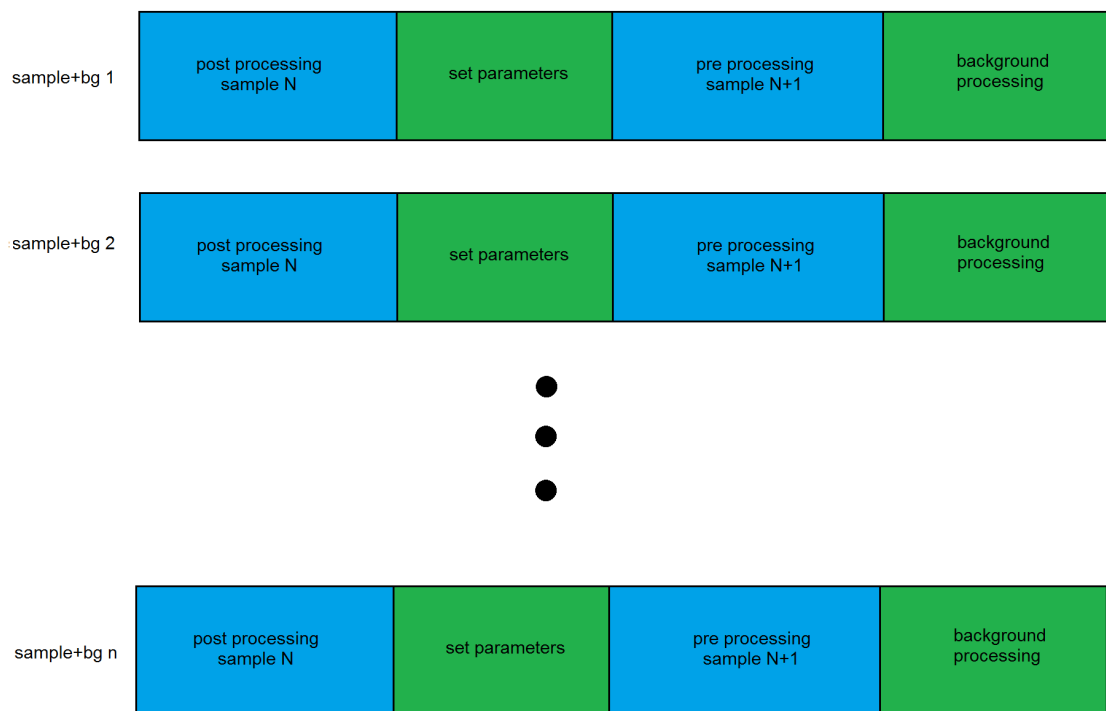 sample+bg 1
post processing
sample N
set parameters
pre processing
sample N+1
background
processing
sample+bg 2
post processing
sample N
set parameters
pre processing
sample N+1
background
processing
sample+bg n
post processing
sample N
set parameters
pre processing
sample N+1
background
processing